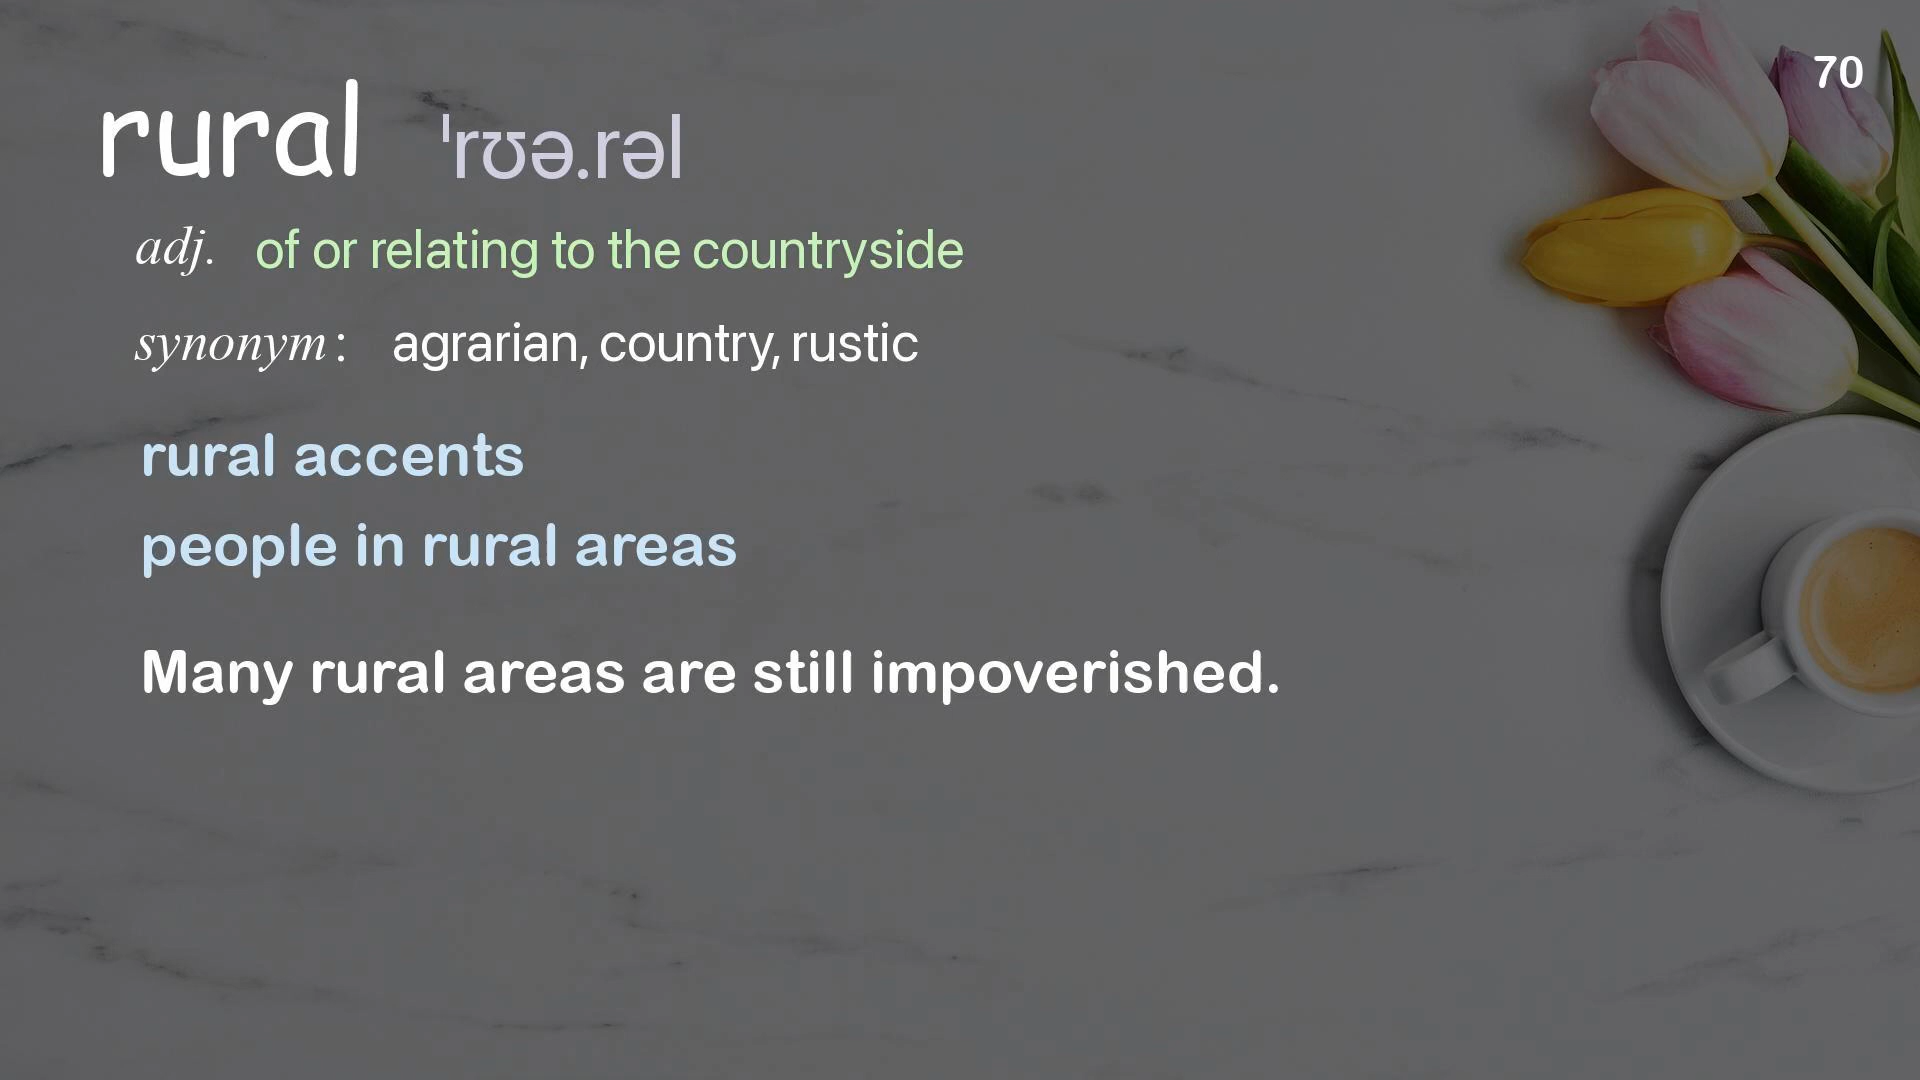 70
rural ˈrʊə.rəl
adj. of or relating to the countryside
synonym: agrarian, country, rustic
rural accents
people in rural areas
Many rural areas are still impoverished.